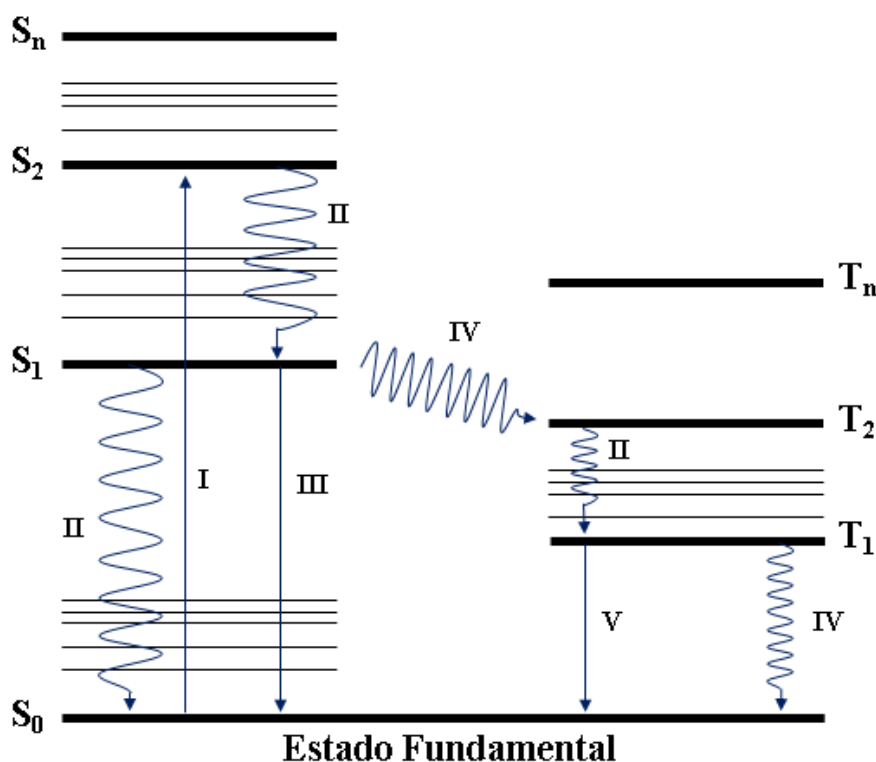 Sn
S2
II
Tn
IV
S1
T2
II
I
III
II
T1
V
IV
S0
Estado Fundamental